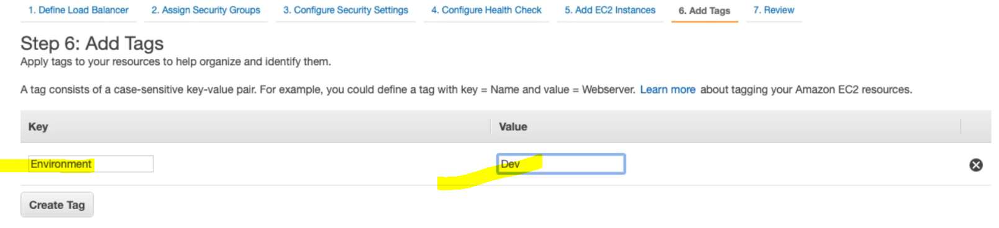 1. Define Load Balancer 2. Assign Security Groups 3. Configure Security Settings 4. Configure Health Check 5. Add EC2 Instances 6. Add Tags 7. Review
Step 6: Add Tags
Apply tags to your resources to help organize and identify them.
A tag consists of a case-sensitive key-value pair. For example, you could define a tag with key = Name and value = Webserver. Learn more about tagging your Amazon EC2 resources.
Key Value
Environment Dev
Create Tag